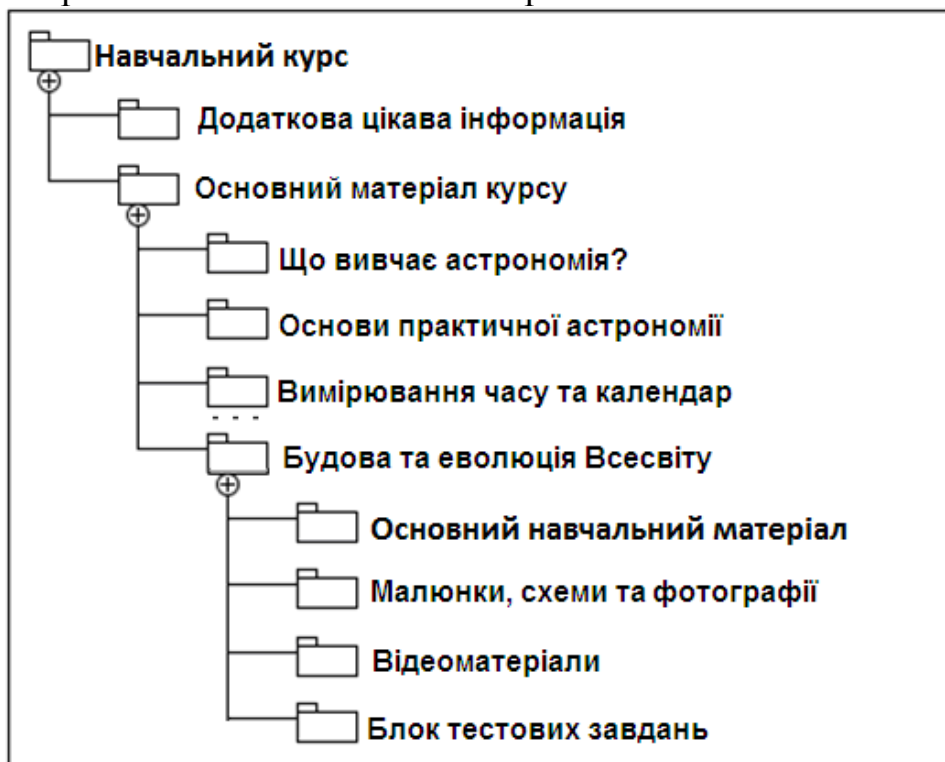 Навчальний курс
Додаткова цікава інформація
Основний матеріал курсу
Що вивчає астрономія?
Основи практичної астрономії
Вимірювання часу та календар
- - -
Будова та еволюція Всесвіту
Основний навчальний матеріал
Малюнки, схеми та фотографії
Відеоматеріали
Блок тестових завдань